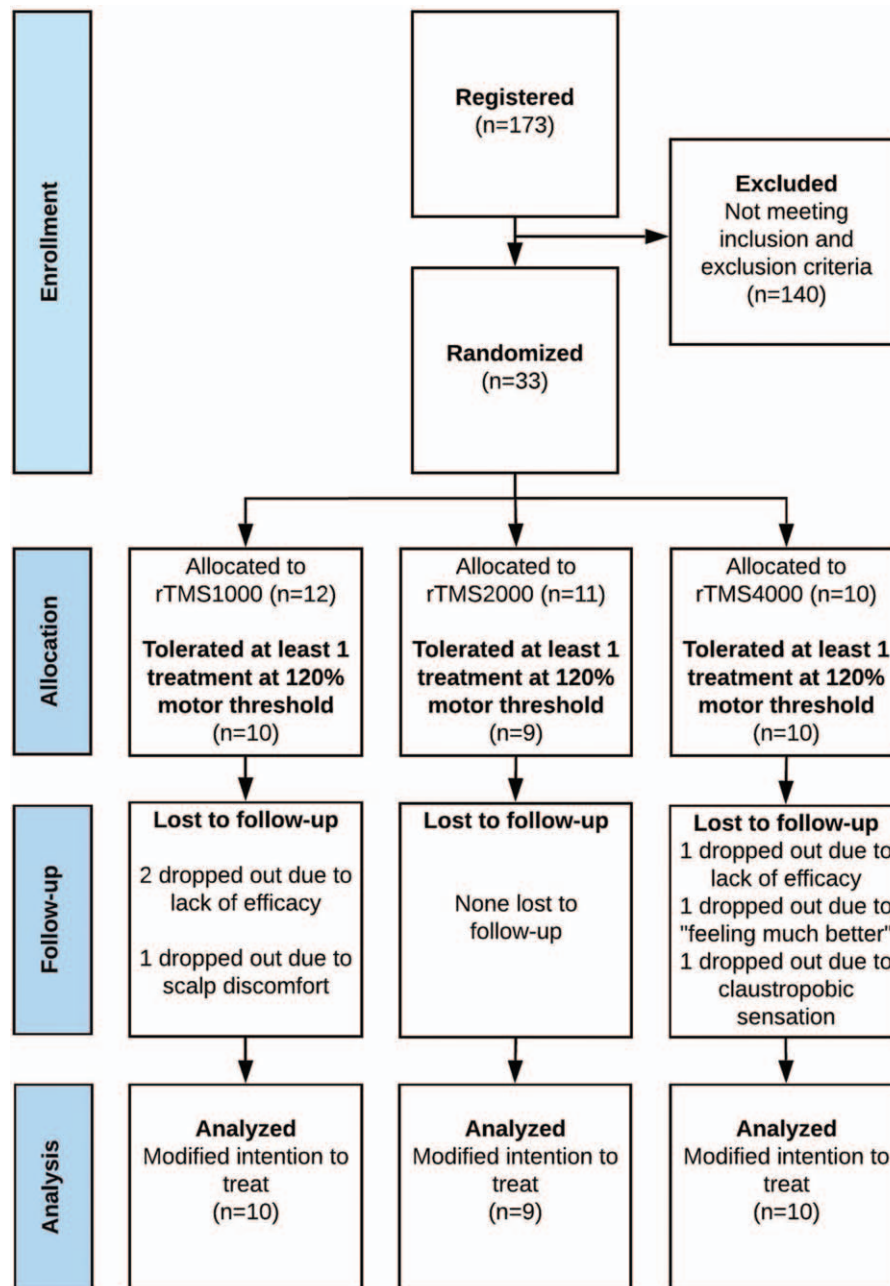 Enrollment
Registered
(n=173)
Excluded
Not meeting
inclusion and
exclusion criteria
(n=140)
Randomized
(n=33)
Allocation
Allocated to
rTMS1000 (n=12)
Tolerated at least 1
treatment at 120%
motor threshold
(n=10)
Allocated to
rTMS2000 (n=11)
Tolerated at least 1
treatment at 120%
motor threshold
(n=9)
Allocated to
rTMS4000 (n=10)
Tolerated at least 1
treatment at 120%
motor threshold
(n=10)
Follow-up
Lost to follow-up
2 dropped out due to
lack of efficacy
1 dropped out due to
scalp discomfort
Lost to follow-up
None lost to
follow-up
Lost to follow-up
1 dropped out due to
lack of efficacy
1 dropped out due to
"feeling much better"
1 dropped out due to
claustropobic
sensation
Analysis
Analyzed
Modified intention to
treat
(n=10)
Analyzed
Modified intention to
treat
(n=9)
Analyzed
Modified intention to
treat
(n=10)